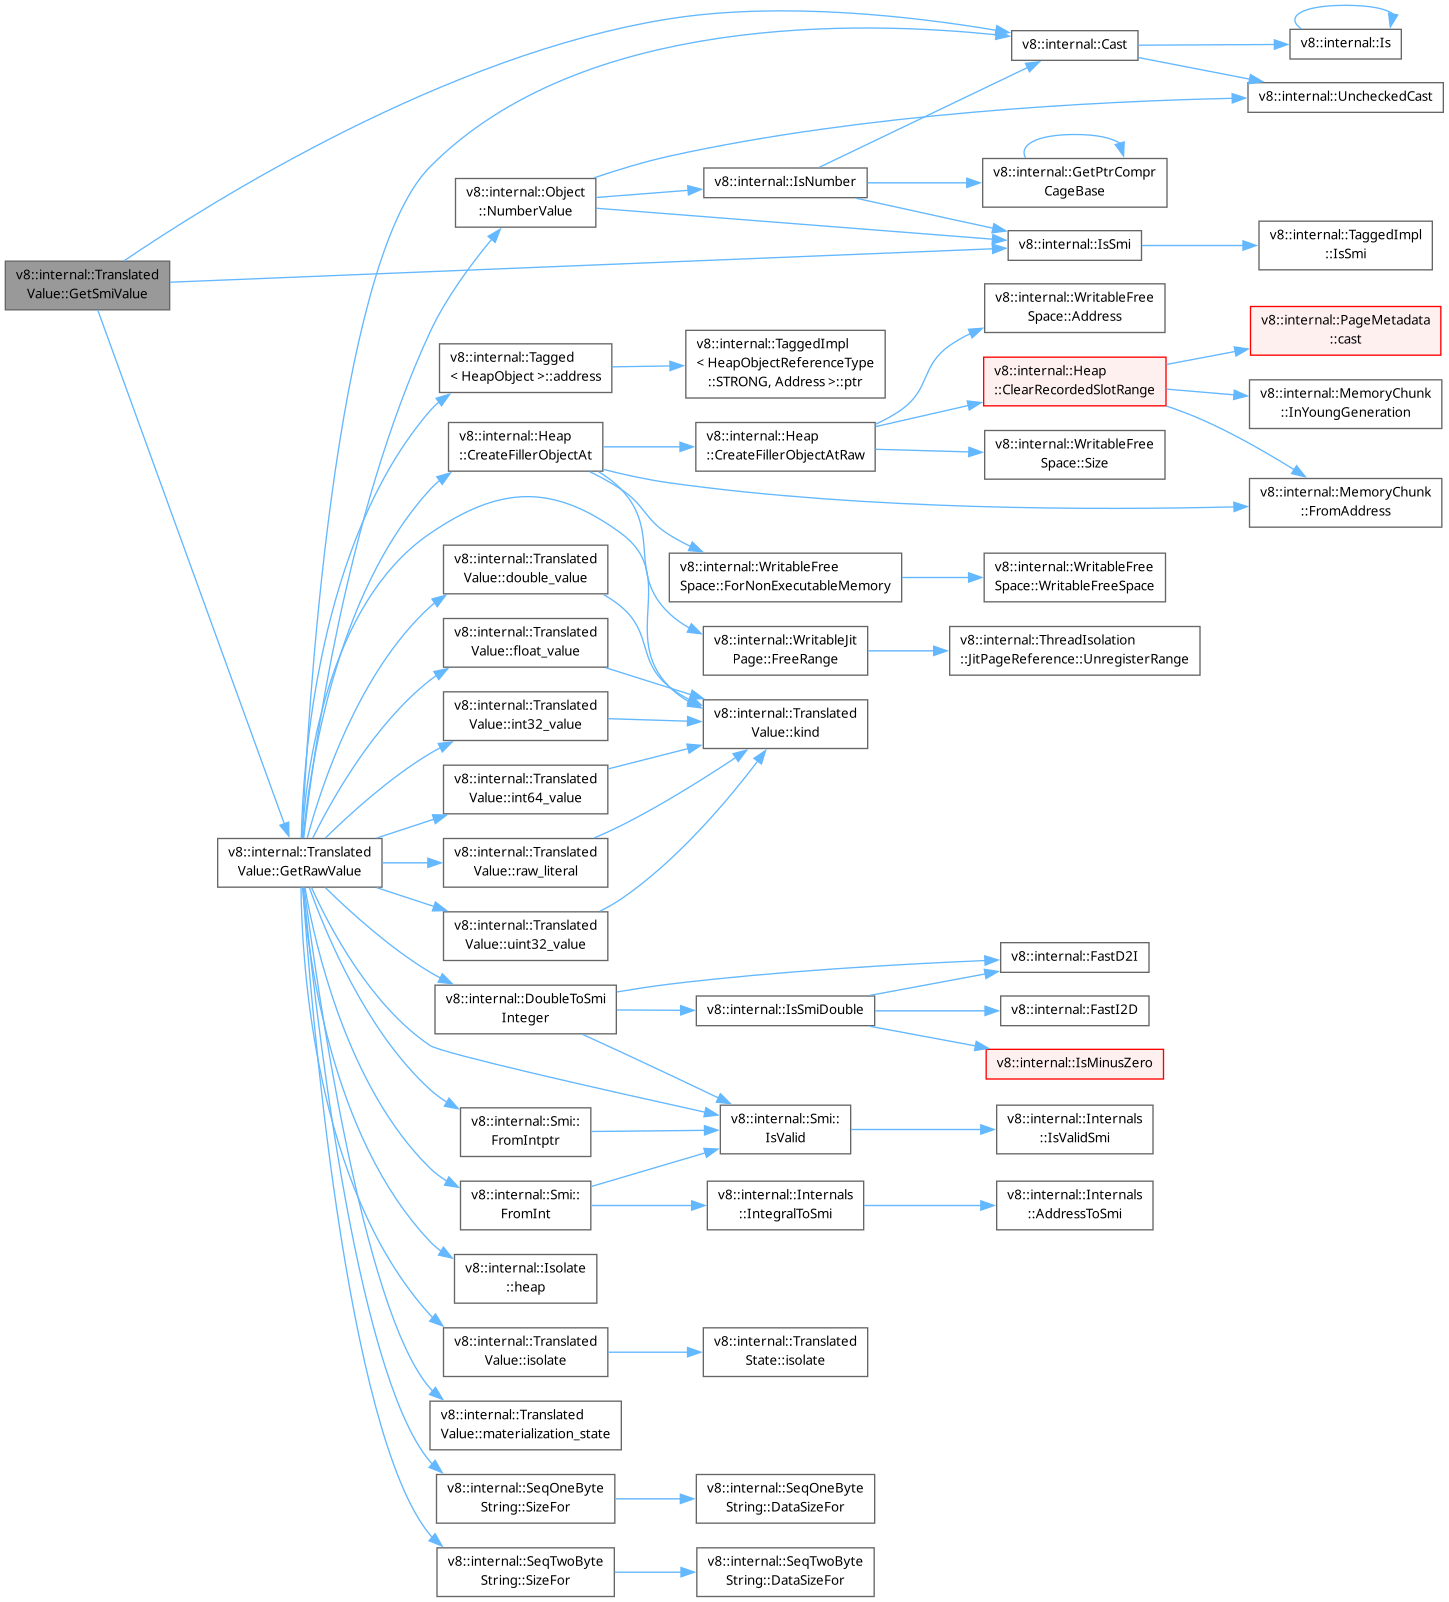 v8::internal::Translated
Value::GetSmiValue
v8::internal::Translated
Value::GetRawValue
v8::internal::Object
::NumberValue
v8::internal::Tagged
< HeapObject >::address
v8::internal::Heap
::CreateFillerObjectAt
v8::internal::Translated
Value::double_value
v8::internal::Translated
Value::float_value
v8::internal::Translated
Value::int32_value
v8::internal::Translated
Value::int64_value
v8::internal::Translated
Value::raw_literal
v8::internal::Translated
Value::uint32_value
v8::internal::DoubleToSmi
Integer
v8::internal::Smi::
FromIntptr
v8::internal::Smi::
FromInt
v8::internal::Isolate
::heap
v8::internal::Translated
Value::isolate
v8::internal::Translated
Value::materialization_state
v8::internal::SeqOneByte
String::SizeFor
v8::internal::SeqTwoByte
String::SizeFor
v8::internal::IsNumber
v8::internal::TaggedImpl
< HeapObjectReferenceType
::STRONG, Address >::ptr
v8::internal::Heap
::CreateFillerObjectAtRaw
v8::internal::WritableFree
Space::ForNonExecutableMemory
v8::internal::WritableJit
Page::FreeRange
v8::internal::Translated
Value::kind
v8::internal::IsSmiDouble
v8::internal::Smi::
IsValid
v8::internal::Internals
::IntegralToSmi
v8::internal::Translated
State::isolate
v8::internal::SeqOneByte
String::DataSizeFor
v8::internal::SeqTwoByte
String::DataSizeFor
v8::internal::Cast
v8::internal::GetPtrCompr
CageBase
v8::internal::IsSmi
v8::internal::WritableFree
Space::Address
v8::internal::Heap
::ClearRecordedSlotRange
v8::internal::WritableFree
Space::Size
v8::internal::WritableFree
Space::WritableFreeSpace
v8::internal::ThreadIsolation
::JitPageReference::UnregisterRange
v8::internal::FastD2I
v8::internal::FastI2D
v8::internal::IsMinusZero
v8::internal::Internals
::IsValidSmi
v8::internal::Internals
::AddressToSmi
v8::internal::Is
v8::internal::UncheckedCast
v8::internal::TaggedImpl
::IsSmi
v8::internal::PageMetadata
::cast
v8::internal::MemoryChunk
::InYoungGeneration
v8::internal::MemoryChunk
::FromAddress